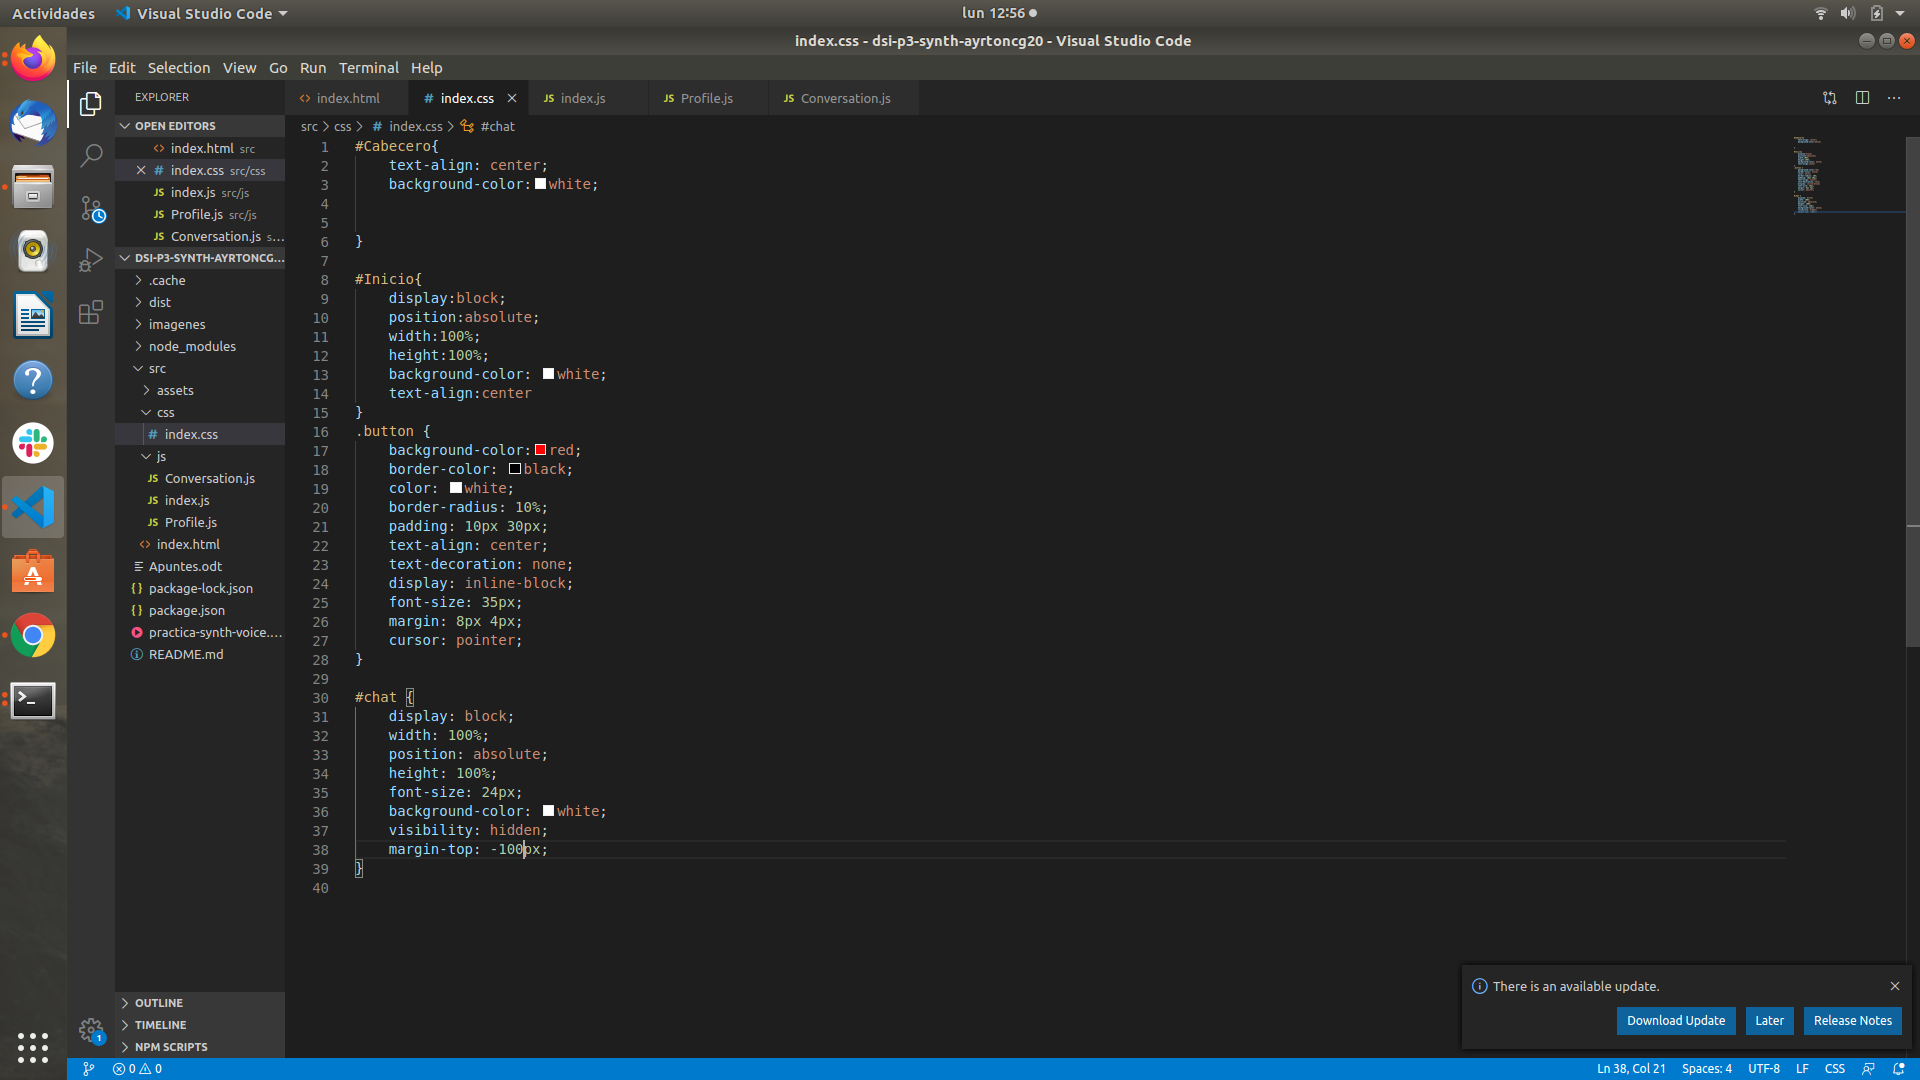 Actividades
Visual Studio Code
lun 12:56
index.css - dsi-p3-synth-ayrtoncg20 - Visual Studio Code
File Edit Selection View Go Run Terminal Help
EXPLORER
OPEN EDITORS
index.html src
index.css src/css
index.js src/js
Profile.js src/js
Conversation.js s...
DSI-P3-SYNTH-AYRTONCG...
.cache
dist
imagenes
node_modules
src
assets
css
index.css
js
Conversation.js
index.js
Profile.js
index.html
Apuntes.odt
package-lock.json
package.json
practica-synth-voice....
README.md
OUTLINE
TIMELINE
NPM SCRIPTS
index.html index.css index.js Profile.js Conversation.js
src > css > # index.css > #chat
1 #Cabecero{
2 text-align: center;
3 background-color: white;
4
5
6 }
7
8 #Inicio{
9 display:block;
10 position:absolute;
11 width:100%;
12 height:100%;
13 background-color: white;
14 text-align:center
15 }
16 .button {
17 background-color: red;
18 border-color: black;
19 color: white;
20 border-radius: 10%;
21 padding: 10px 30px;
22 text-align: center;
23 text-decoration: none;
24 display: inline-block;
25 font-size: 35px;
26 margin: 8px 4px;
27 cursor: pointer;
28 }
29
30 #chat {
31 display: block;
32 width: 100%;
33 position: absolute;
34 height: 100%;
35 font-size: 24px;
36 background-color: white;
37 visibility: hidden;
38 margin-top: -100px;
39 }
40
There is an available update.
Download Update Later Release Notes
1
0 0
Ln 38, Col 21 Spaces: 4 UTF-8 LF CSS